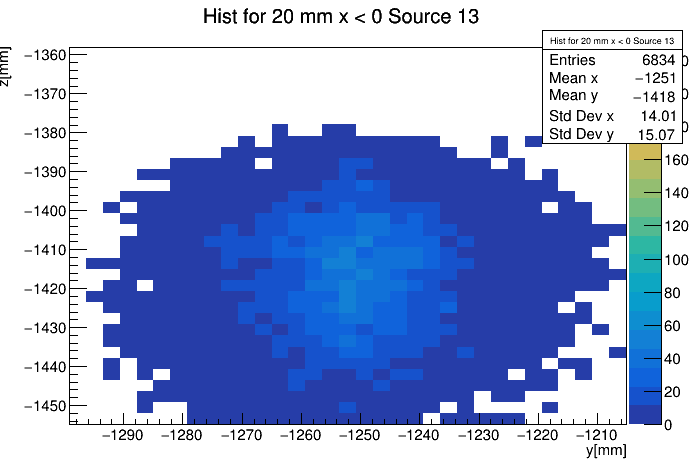 Hist for 20 mm x < 0 Source 13
z[mm]
Hist for 20 mm x < 0 Source 13
Entries 6834
Mean x −1251
Mean y −1418
Std Dev x 14.01
Std Dev y 15.07
−1360
−1370
−1380
−1390
−1400
−1410
−1420
−1430
−1440
−1450
−1290 −1280 −1270 −1260 −1250 −1240 −1230 −1220 −1210
y[mm]
160
140
120
100
80
60
40
20
0